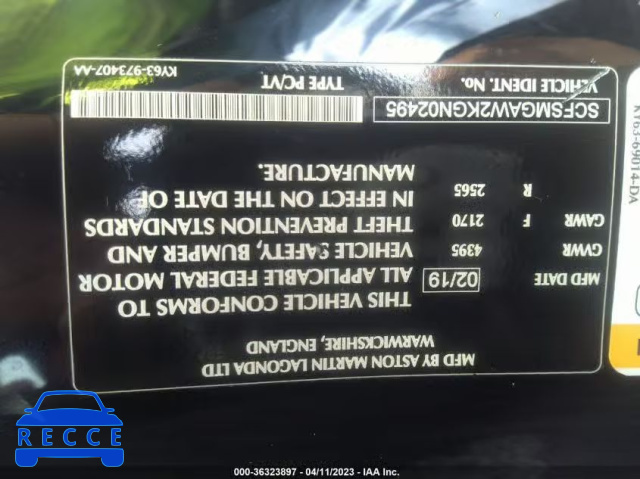 MFD BY ASTON MARTIN LAGONDA LTD
WARWICKSHIRE, ENGLAND
THIS VEHICLE CONFORMS TO
ALL APPLICABLE FEDERAL MOTOR
VEHICLE SAFETY, BUMPER AND
THEFT PREVENTION STANDARDS
IN EFFECT ON THE DATE OF
MANUFACTURE.
MFD DATE 02/19
GVWR 4395
GAWR F 2170
R 2565
SCFSMGAW2KGN02495
VEHICLE IDENT. NO. TYPE PC/VT
KY63-973407-AA
KY63-69014-DA
RECCE
000-36323897 - 04/11/2023 - IAA Inc.